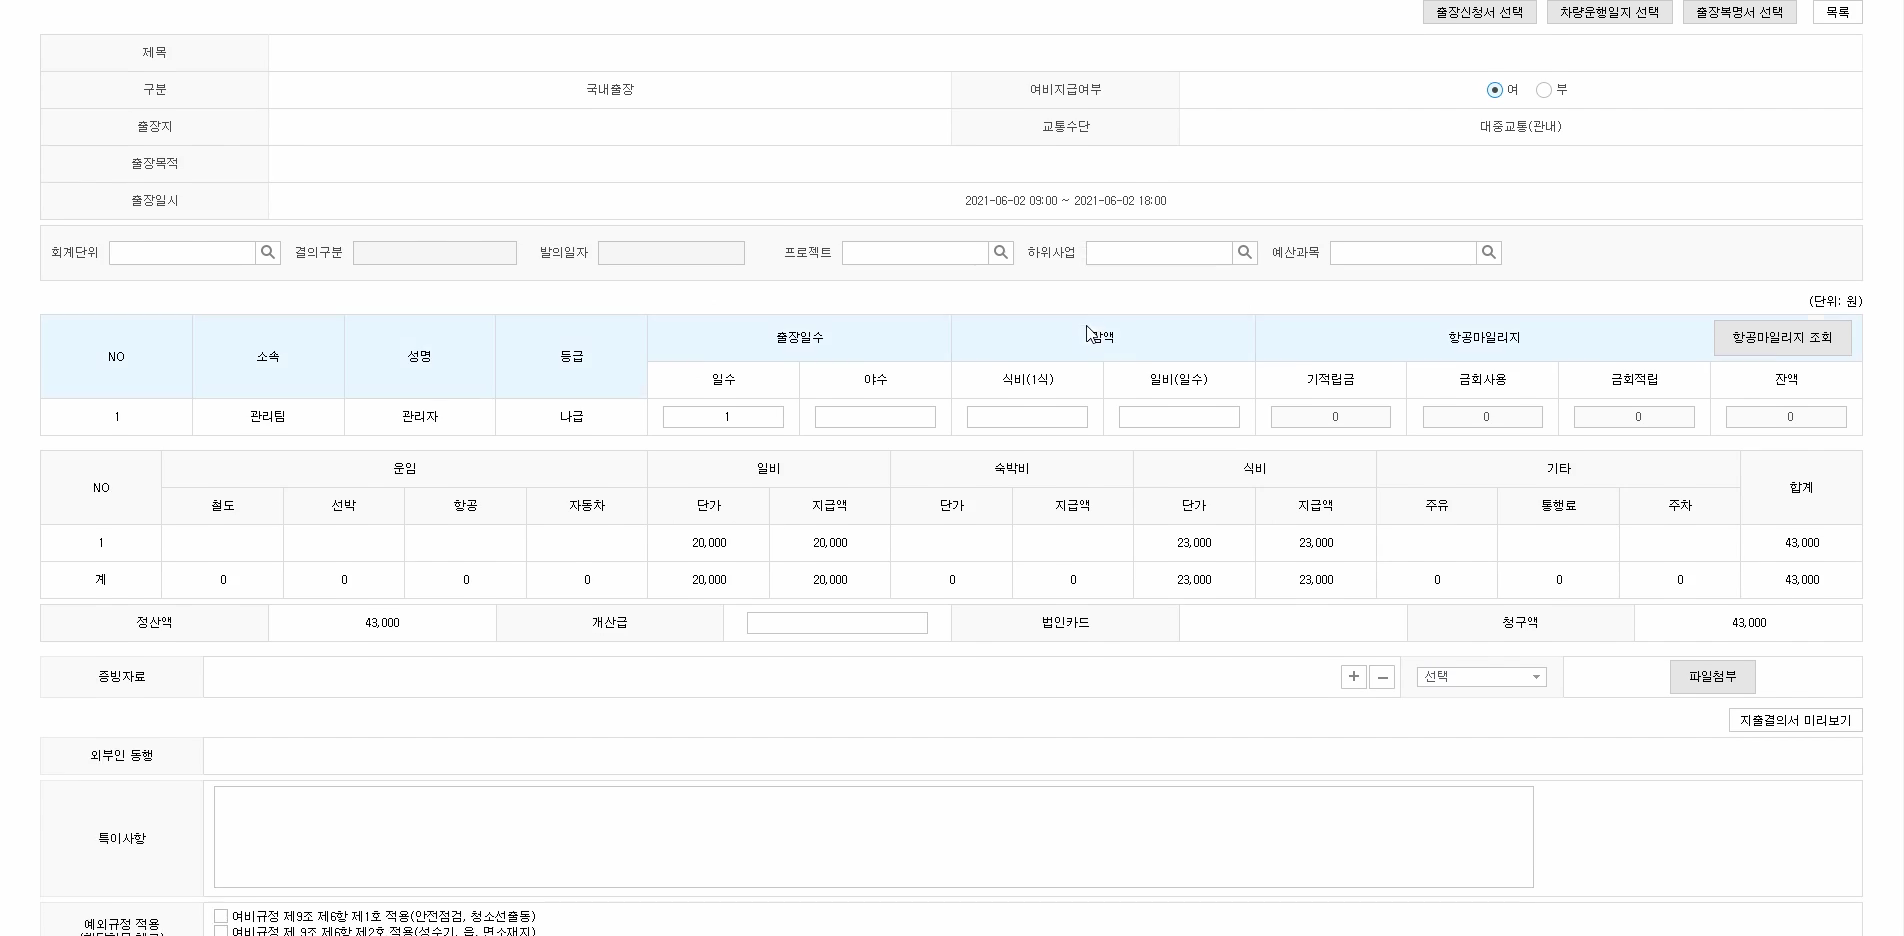 출장신청서 선택 차량운행일지 선택 출장복명서 선택 목록
제목
구분 국내출장 여비지급여부 여 부
출장지 교통수단 대중교통(관내)
출장목적
출장일시 2021-06-02 09:00 ~ 2021-06-02 18:00
회계단위 결의구분 발의일자 프로젝트 하위사업 예산과목
(단위: 원)
NO 소속 성명 등급 출장일수 감액 항공마일리지 항공마일리지 조회
일수 야수 식비(1식) 일비(일수) 기적립금 금회사용 금회적립 잔액
1 관리팀 관리자 나급 1 0 0 0 0
NO 운임 일비 숙박비 식비 기타 합계
철도 선박 항공 자동차 단가 지급액 단가 지급액 단가 지급액 주유 통행료 주차
1 20,000 20,000 23,000 23,000 43,000
계 0 0 0 0 20,000 20,000 0 0 23,000 23,000 0 0 0 43,000
정산액 43,000 개산급 법인카드 청구액 43,000
증빙자료 선택 파일첨부
지출결의서 미리보기
외부인 동행
특이사항
예외규정 적용
여비규정 제9조 제6항 제1호 적용(안전점검, 청소선출동)
여비규정 제 9조 제6항 제2호 적용(성수기, 읍, 면소재지)